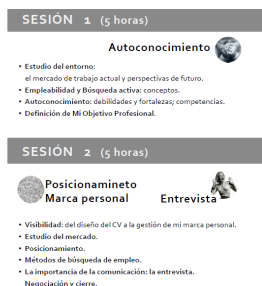 SESIÓN 1 (5 horas)
Autoconocimiento
• Estudio del entorno:
el mercado de trabajo actual y perspectivas de futuro.
• Empleabilidad y Búsqueda activa: conceptos.
• Autoconocimiento: debilidades y fortalezas; competencias.
• Definición de Mi Objetivo Profesional.
SESIÓN 2 (5 horas)
Posicionamineto
Marca personal
Entrevista
• Visibilidad: del diseño del CV a la gestión de mi marca personal.
• Estudio del mercado.
• Posicionamiento.
• Métodos de búsqueda de empleo.
• La importancia de la comunicación: la entrevista.
Negociación y cierre.